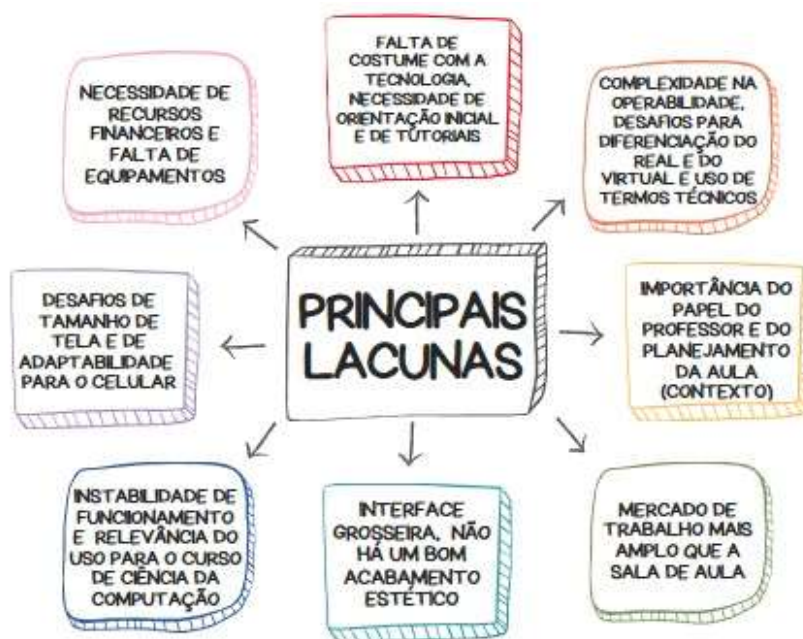 NECESSIDADE DE
RECURSOS
FINANCEIROS E
FALTA DE
EQUIPAMENTOS
FALTA DE
COSTUME COM A
TECNOLOGIA,
NECESSIDADE DE
ORIENTAÇÃO INICIAL
E DE TUTORIAIS
COMPLEXIDADE NA
OPERABILIDADE,
DESAFIOS PARA
DIFERENCIAÇÃO DO
REAL E DO
VIRTUAL E USO DE
TERMOS TÉCNICOS
DESAFIOS DE
TAMANHO DE
TELA E DE
ADAPTABILIDADE
PARA O CELULAR
PRINCIPAIS
LACUNAS
IMPORTÂNCIA DO
PAPEL DO
PROFESSOR E DO
PLANEJAMENTO
DA AULA
(CONTEXTO)
INSTABILIDADE DE
FUNCIIONAMENTO
E RELEVÂNCIA DO
USO PARA O CURSO
DE CIÊNCIA DA
COMPUTAÇÃO
INTERFACE
GROSSEIRA, NÃO
HÁ UM BOM
ACABAMENTO
ESTÉTICO
MERCADO DE
TRABALHO MAIS
AMPLO QUE A
SALA DE AULA